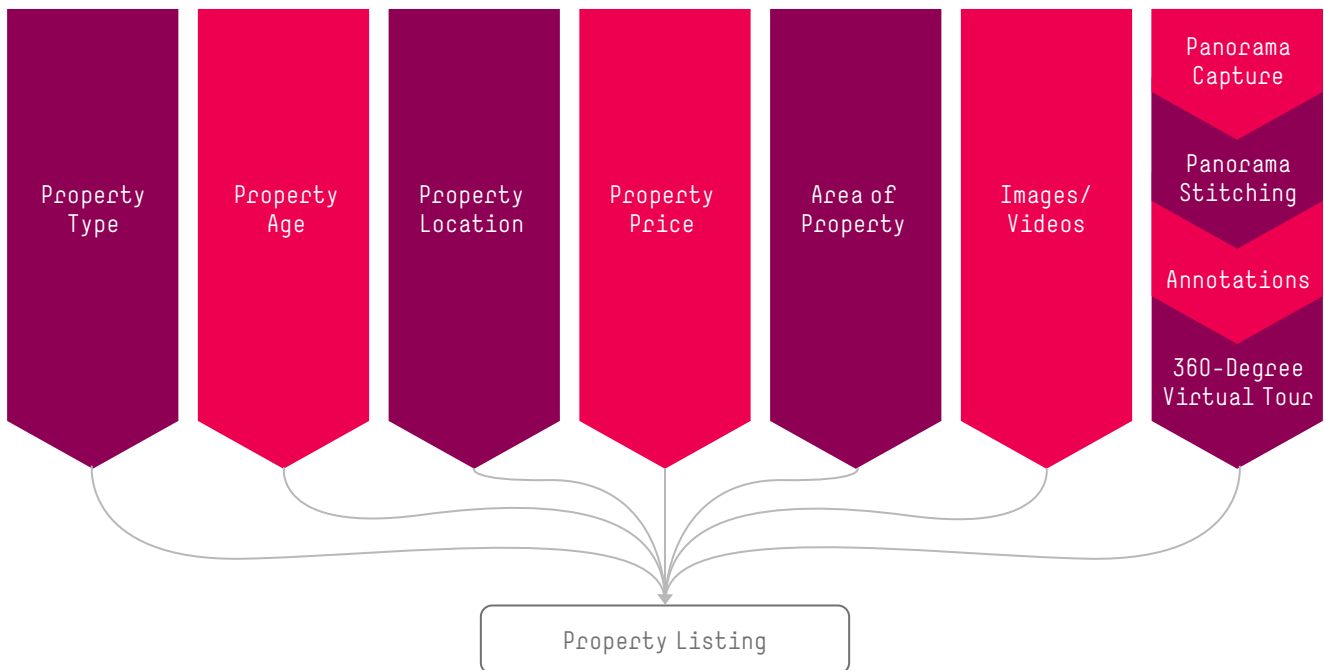 Property
Type
Property
Age
Property
Location
Property
Price
Area of
Property
Images/
Videos
Panorama
Capture
Panorama
Stitching
Annotations
360-Degree
Virtual Tour
Property Listing